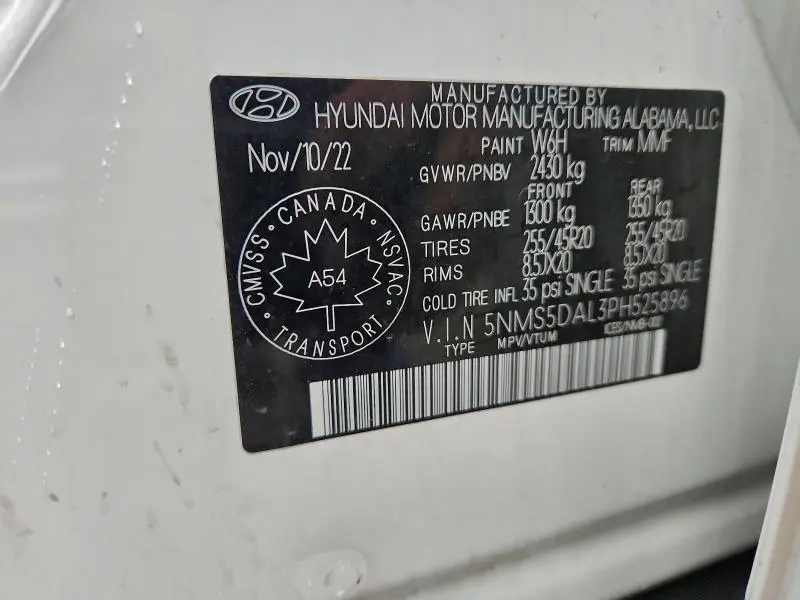 MANUFACTURED BY
HYUNDAI MOTOR MANUFACTURING ALABAMA, LLC
Nov/10/22
PAINT W6H TRIM MMF
GVWR/PNBV 2430 kg
FRONT REAR
GAWR/PNBE 1300 kg 1350 kg
TIRES 255/45R20 255/45R20
RIMS 8.5JX20 8.5JX20
COLD TIRE INFL 35 psi SINGLE 35 psi SINGLE
V.I.N 5NMS5DAL3PH525896
TYPE MPV/VTUM
CANADA
CMVSS
NSVAC
A54
TRANSPORT